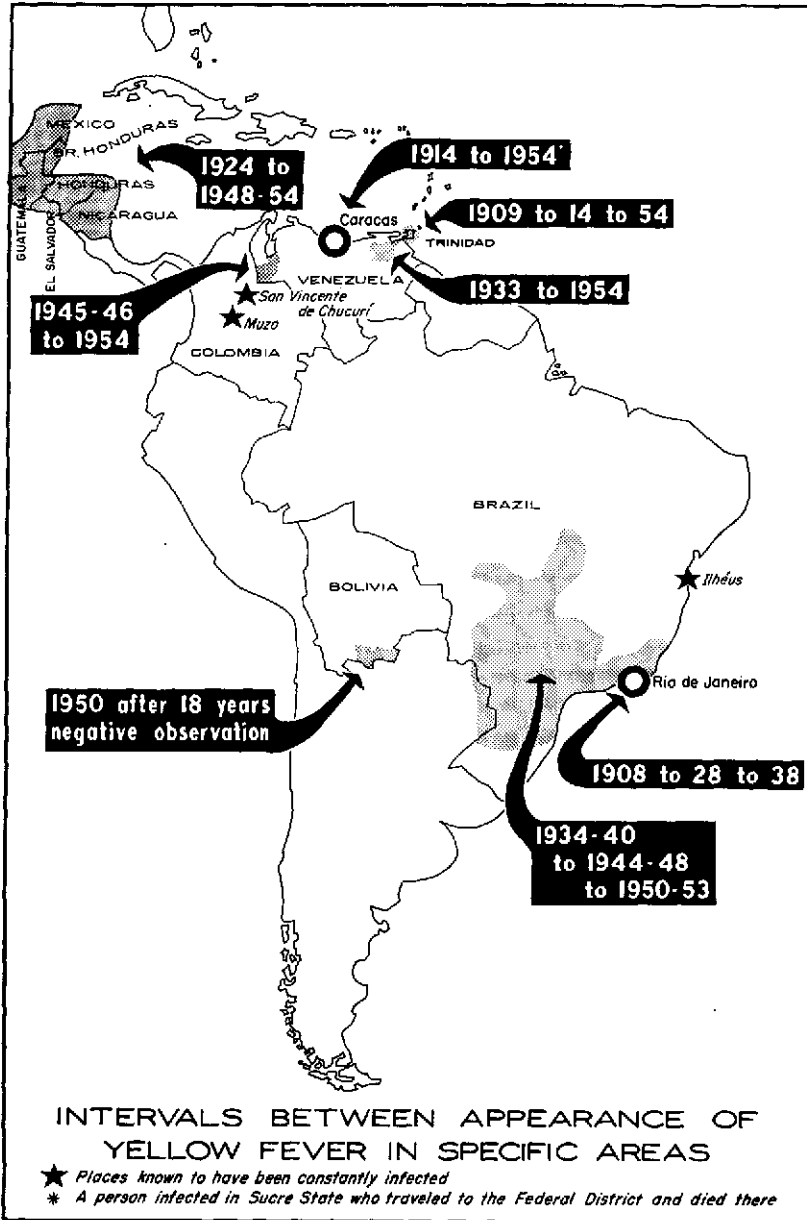 MEXICO
BR. HONDURAS
HONDURAS
NICARAGUA
GUATEMALA
EL SALVADOR
1924 to
1948-54
1914 to 1954*
Caracas
1909 to 14 to 54
TRINIDAD
VENEZUELA
1933 to 1954
1945-46
to 1954
San Vincente
de Chucurí
Muzo
COLOMBIA
BRAZIL
BOLIVIA
Ilhéus
Rio de Janeiro
1950 after 18 years
negative observation
1908 to 28 to 38
1934-40
to 1944-48
to 1950-53
INTERVALS BETWEEN APPEARANCE OF
YELLOW FEVER IN SPECIFIC AREAS
★ Places known to have been constantly infected
* A person infected in Sucre State who traveled to the Federal District and died there